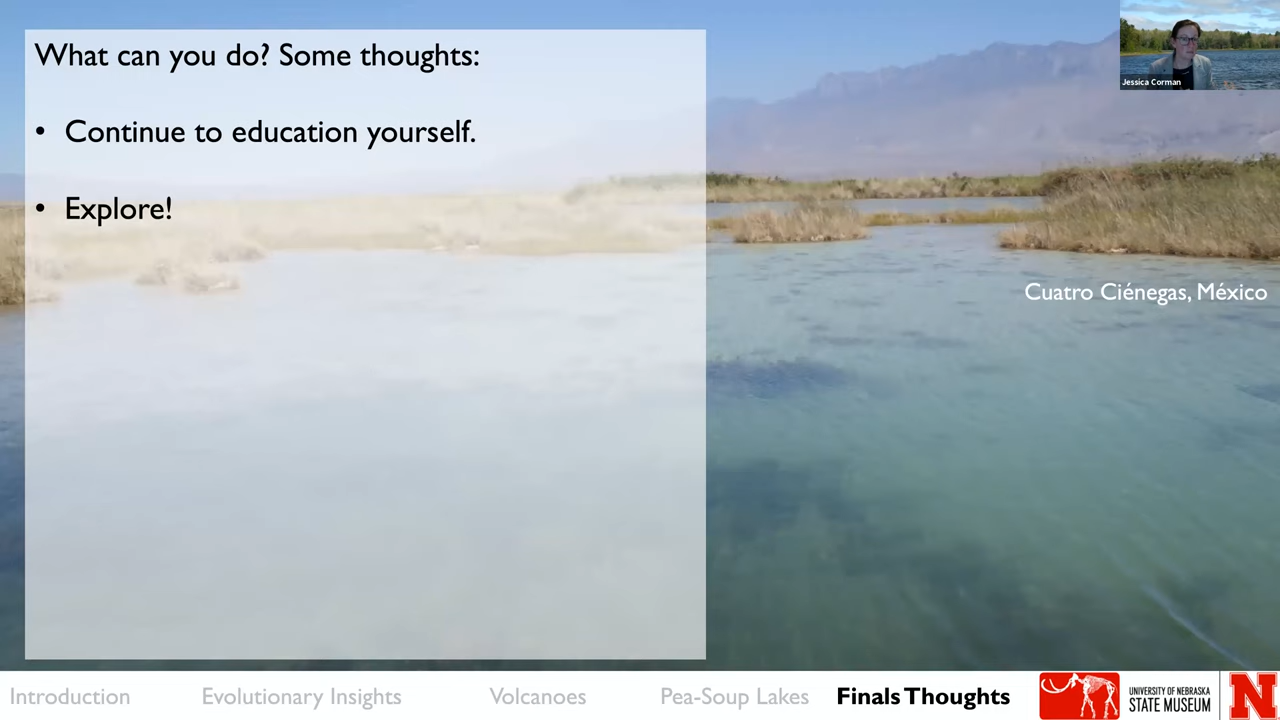 What can you do? Some thoughts:
• Continue to education yourself.
• Explore!
Jessica Corman
Cuatro Ciénegas, México
Introduction
Evolutionary Insights
Volcanoes
Pea-Soup Lakes
Finals Thoughts
UNIVERSITY OF NEBRASKA
STATE MUSEUM
N